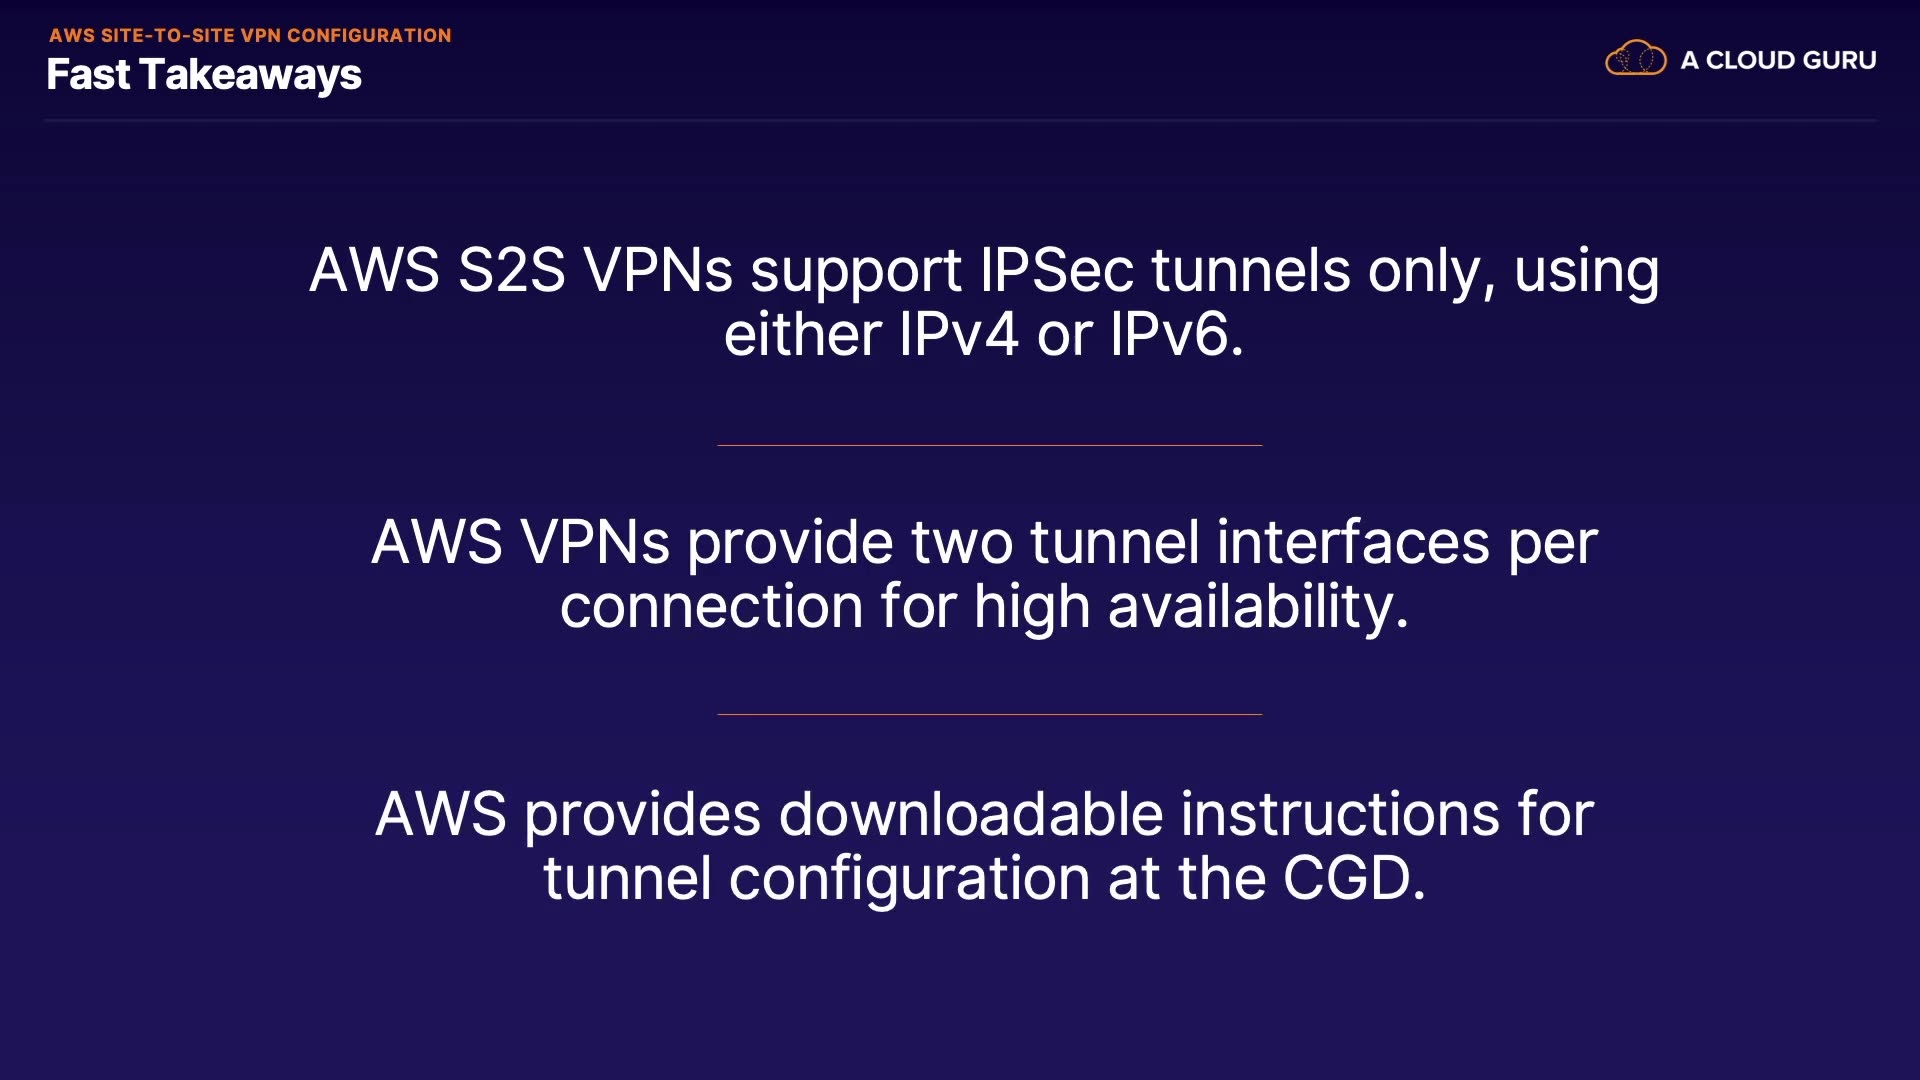 AWS SITE-TO-SITE VPN CONFIGURATION
Fast Takeaways
A CLOUD GURU
AWS S2S VPNs support IPSec tunnels only, using
either IPv4 or IPv6.
AWS VPNs provide two tunnel interfaces per
connection for high availability.
AWS provides downloadable instructions for
tunnel configuration at the CGD.